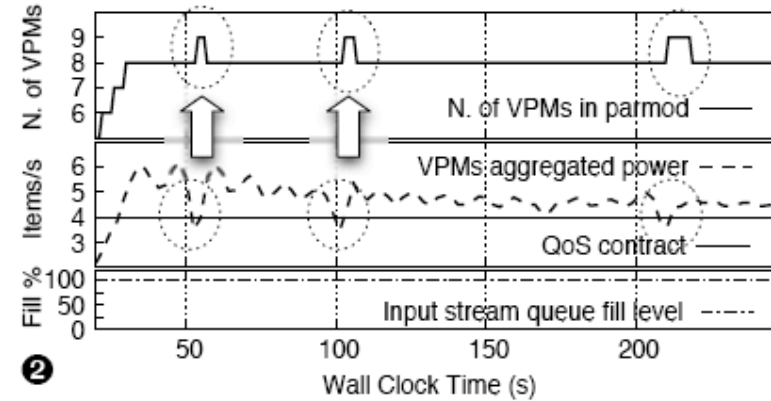 N. of VPMs
9
8
7
6
N. of VPMs in parmod
Items/s
6
5
4
3
VPMs aggregated power
QoS contract
Fill %
100
50
0
Input stream queue fill level
50
100
150
200
Wall Clock Time (s)
❷